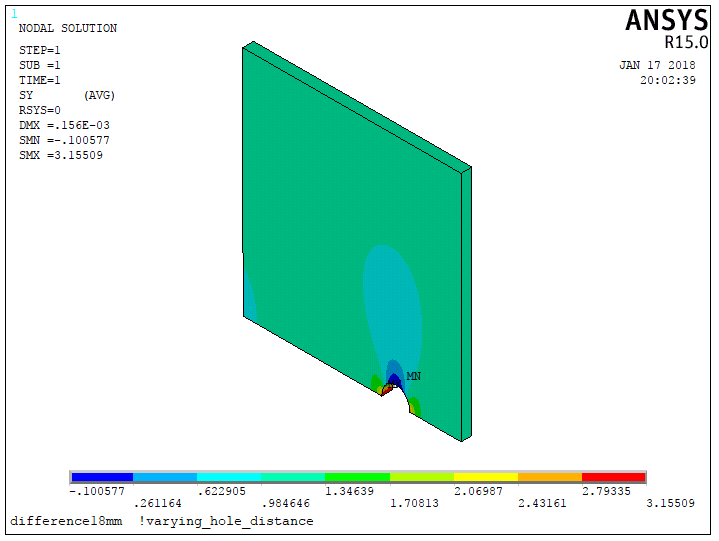 1
NODAL SOLUTION
STEP=1
SUB =1
TIME=1
SY (AVG)
RSYS=0
DMX =.156E-03
SMN =-.100577
SMX =3.15509
ANSYS
R15.0
JAN 17 2018
20:02:39
MN
-.100577 .622905 1.34639 2.06987 2.79335
.261164 .984646 1.70813 2.43161 3.15509
difference18mm !varying_hole_distance